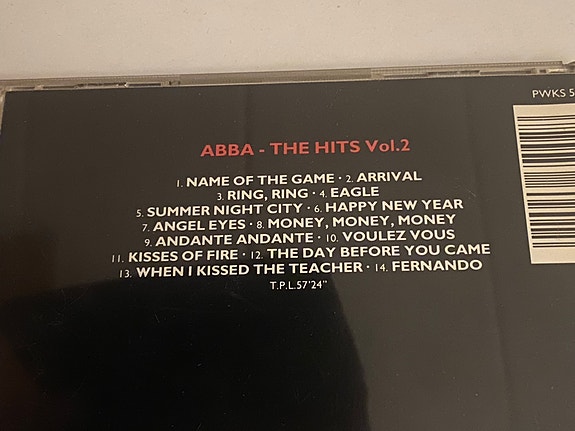 PWKS 5
ABBA - THE HITS Vol.2
1. NAME OF THE GAME · 2. ARRIVAL
3. RING, RING · 4. EAGLE
5. SUMMER NIGHT CITY · 6. HAPPY NEW YEAR
7. ANGEL EYES · 8. MONEY, MONEY, MONEY
9. ANDANTE ANDANTE · 10. VOULEZ VOUS
11. KISSES OF FIRE · 12. THE DAY BEFORE YOU CAME
13. WHEN I KISSED THE TEACHER · 14. FERNANDO
T.P.L.57'24"